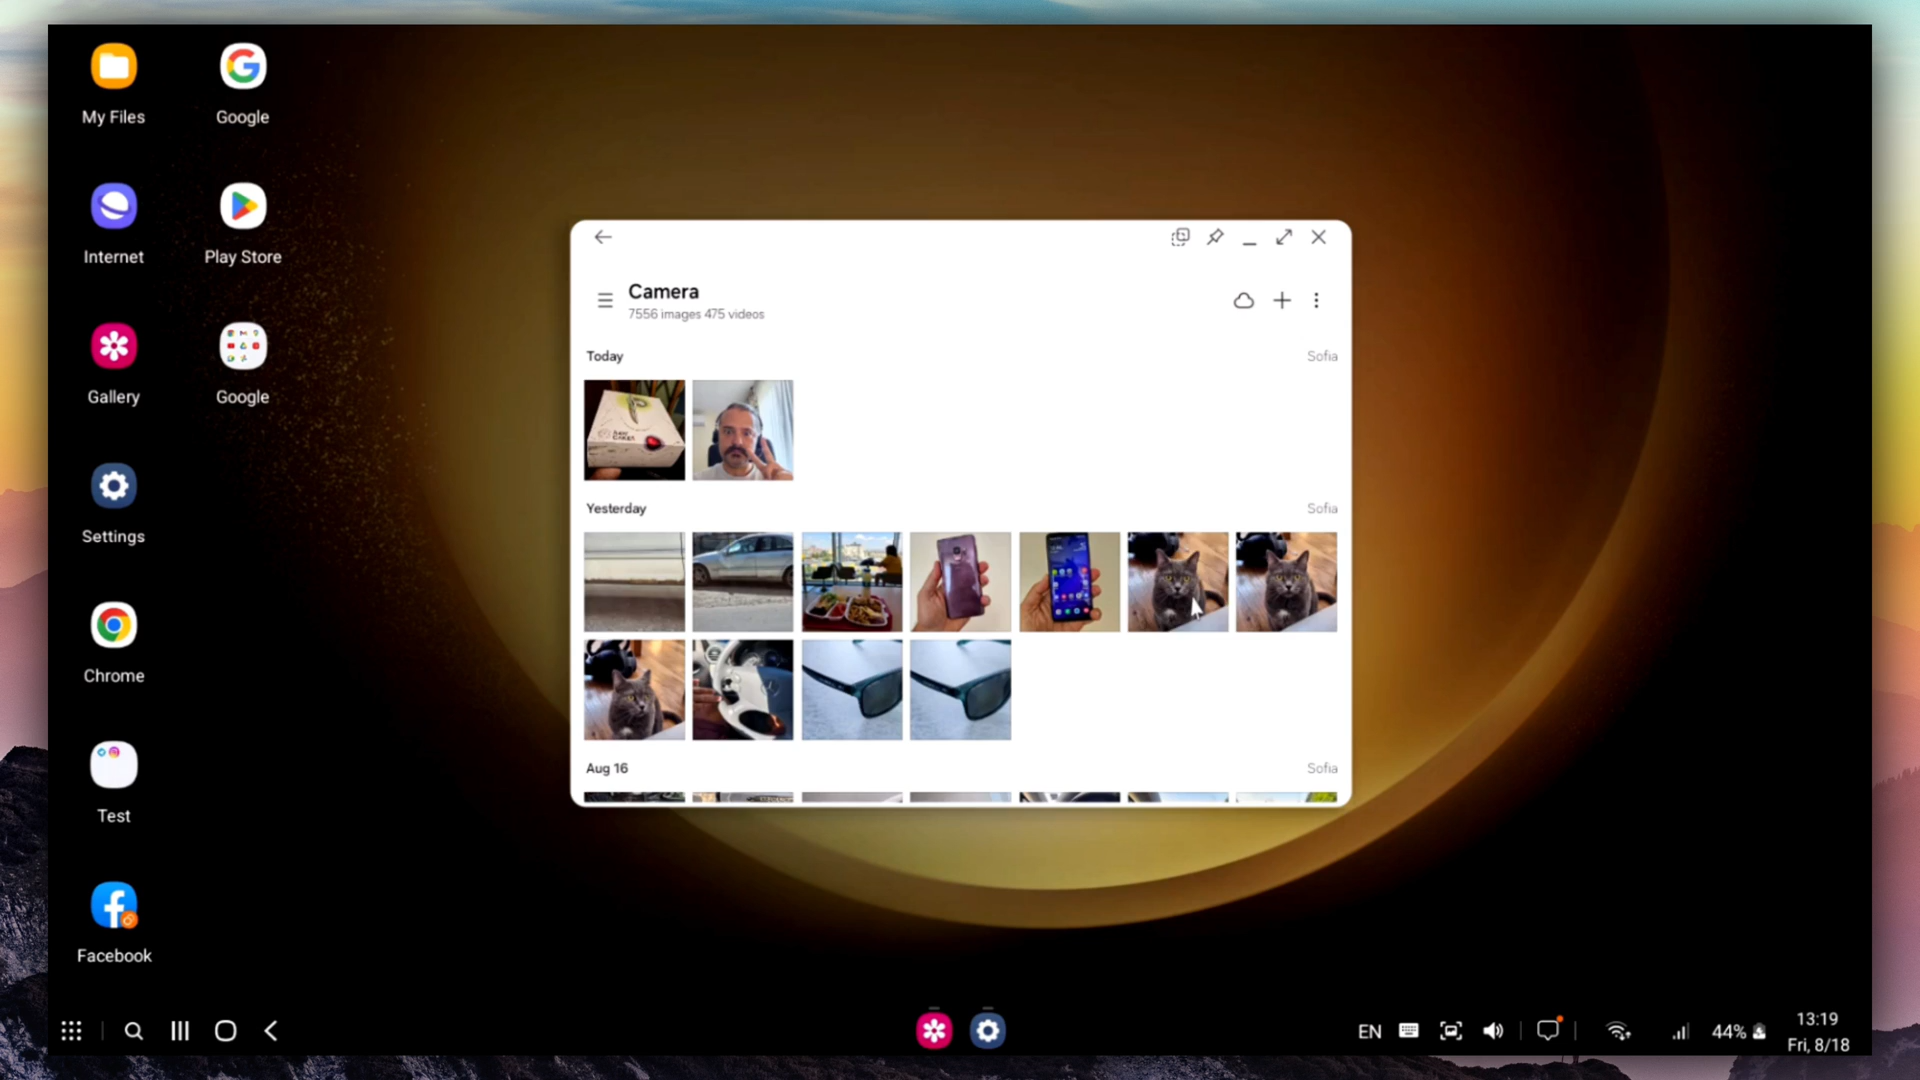 My Files
Google
Internet
Play Store
Gallery
Google
Settings
Chrome
Test
Facebook
Camera
7556 images 475 videos
Today
Sofia
Yesterday
Sofia
Aug 16
Sofia
EN
44%
13:19
Fri, 8/18